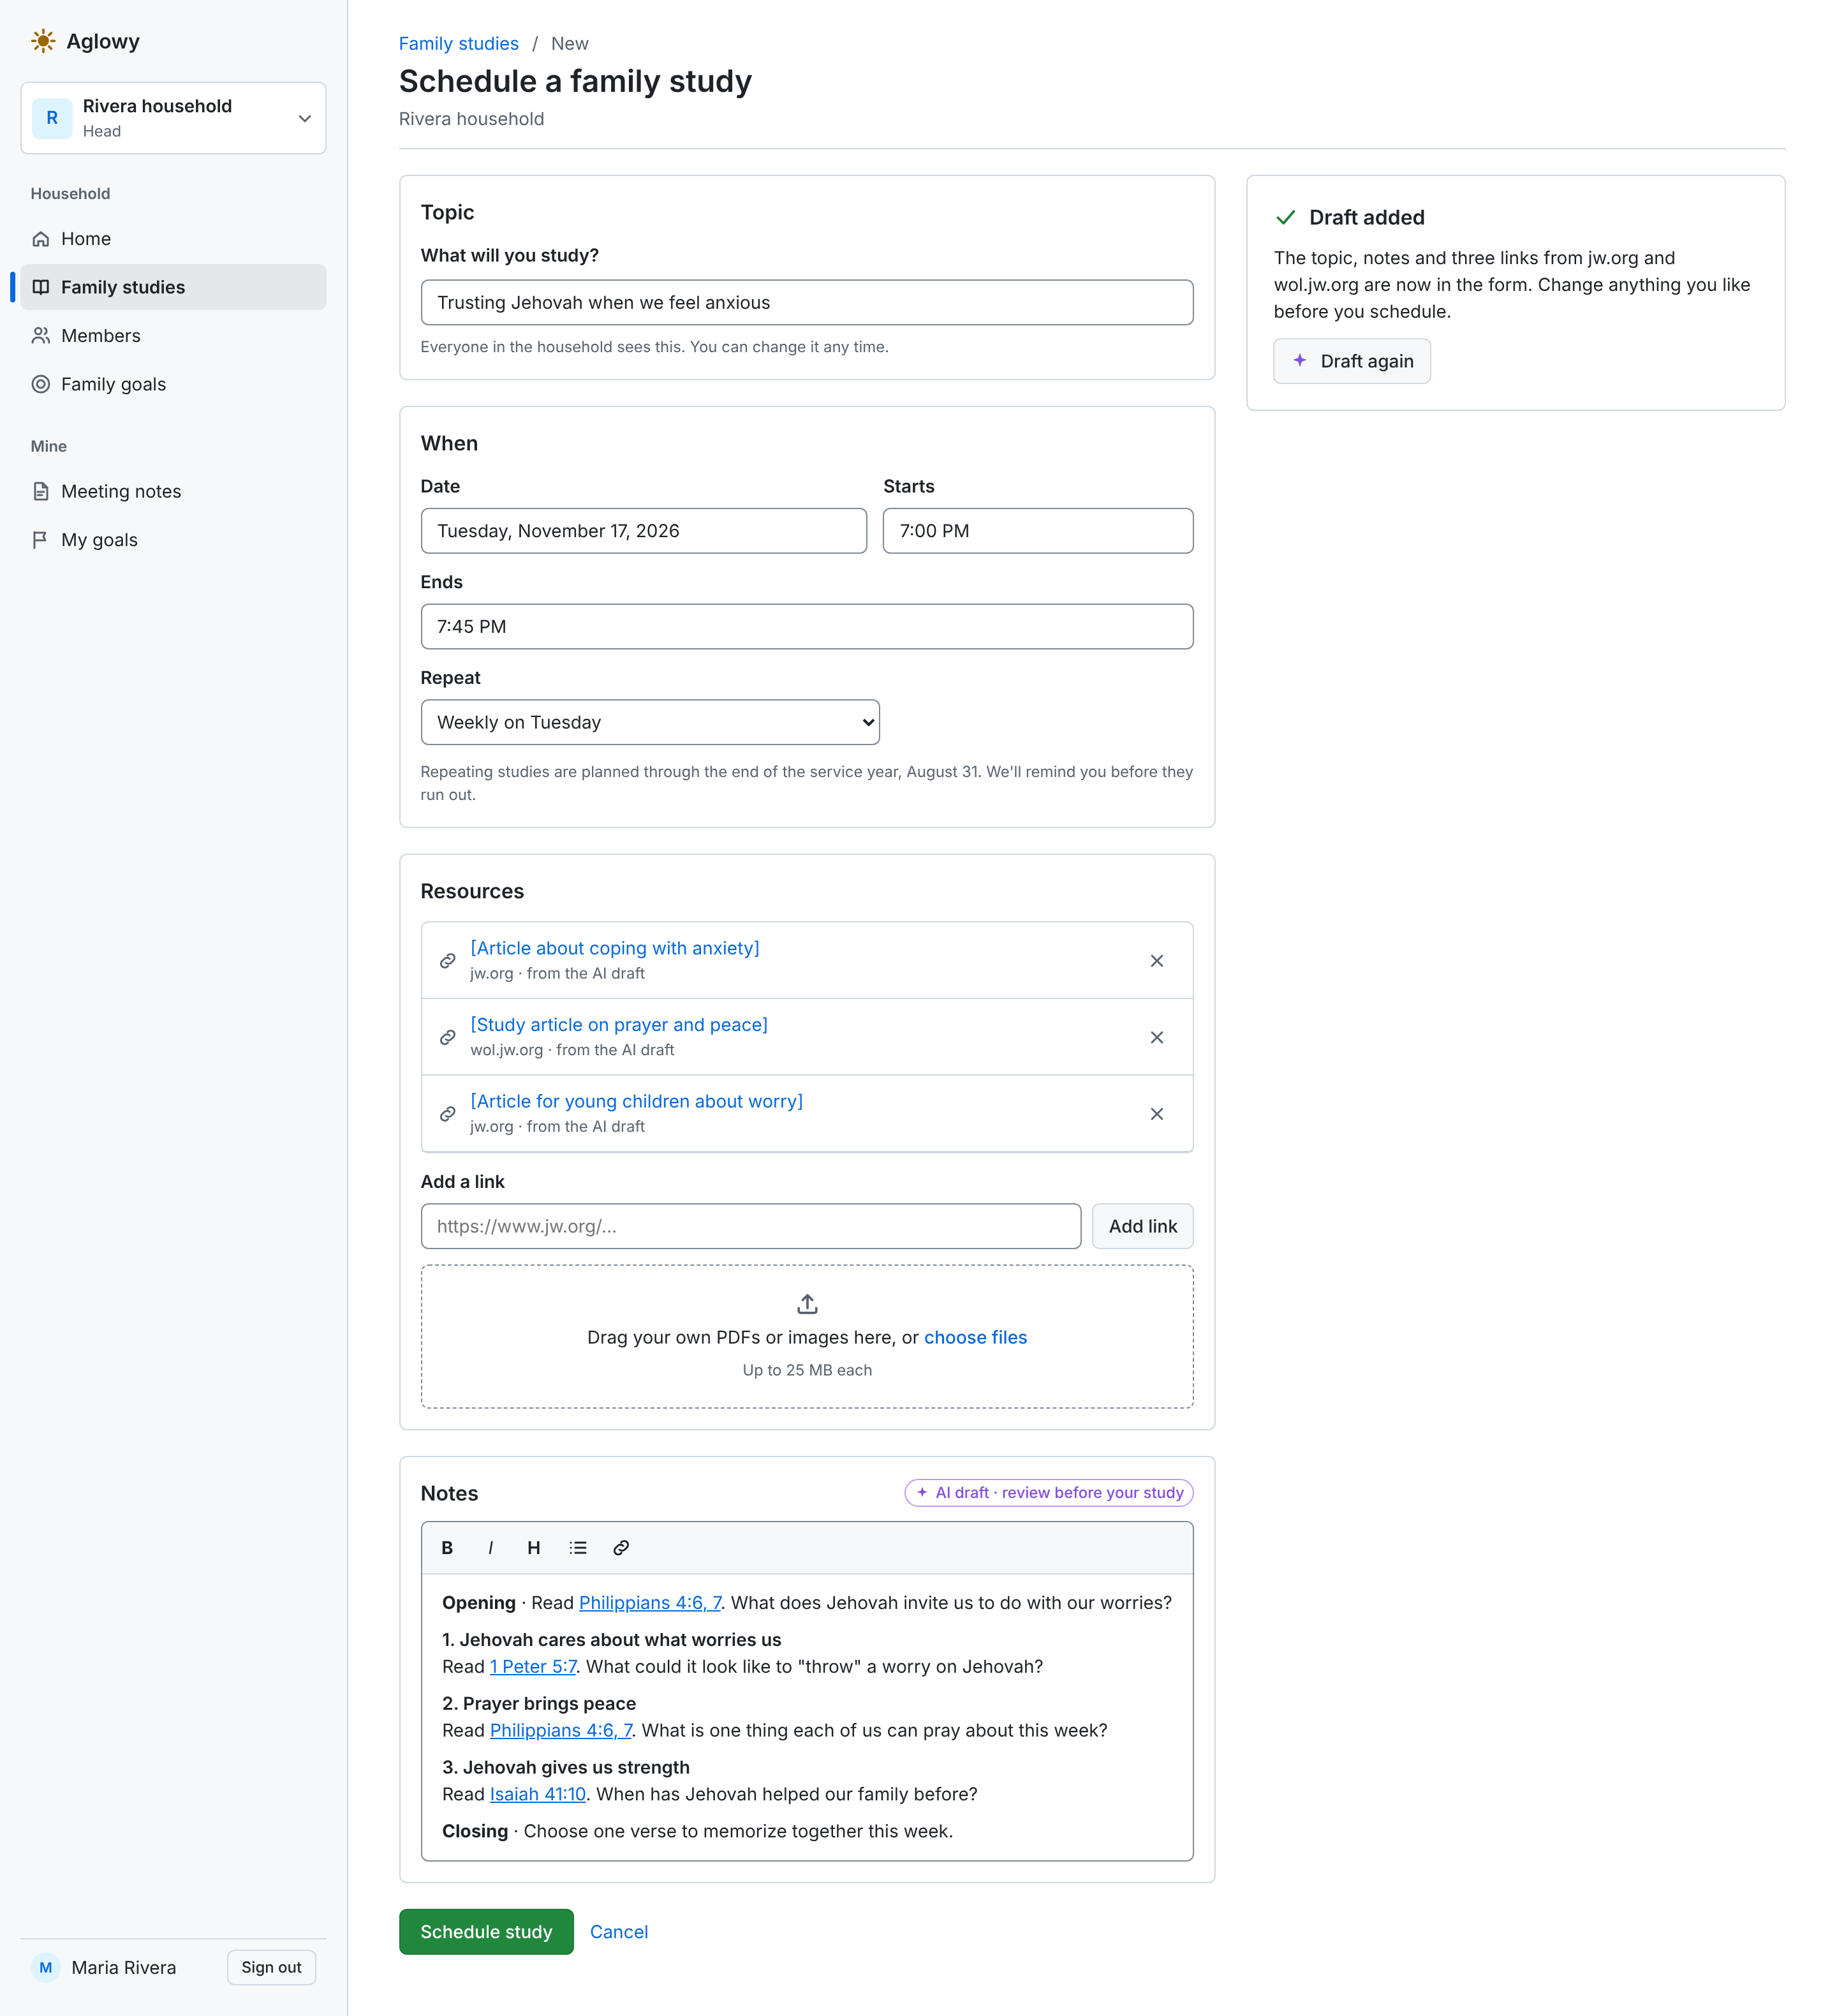 Aglowy
R
Rivera household
Head
Household
Home
Family studies
Members
Family goals
Mine
Meeting notes
My goals
M
Maria Rivera
Sign out
Family studies / New
Schedule a family study
Rivera household
Topic
What will you study?
Trusting Jehovah when we feel anxious
Everyone in the household sees this. You can change it any time.
When
Date
Starts
Tuesday, November 17, 2026
7:00 PM
Ends
7:45 PM
Repeat
Weekly on Tuesday
Repeating studies are planned through the end of the service year, August 31. We'll remind you before they
run out.
Resources
[Article about coping with anxiety]
jw.org · from the AI draft
[Study article on prayer and peace]
wol.jw.org · from the AI draft
[Article for young children about worry]
jw.org · from the AI draft
Add a link
https://www.jw.org/...
Add link
Drag your own PDFs or images here, or choose files
Up to 25 MB each
Notes
AI draft · review before your study
B I H
Opening · Read Philippians 4:6, 7. What does Jehovah invite us to do with our worries?
1. Jehovah cares about what worries us
Read 1 Peter 5:7. What could it look like to "throw" a worry on Jehovah?
2. Prayer brings peace
Read Philippians 4:6, 7. What is one thing each of us can pray about this week?
3. Jehovah gives us strength
Read Isaiah 41:10. When has Jehovah helped our family before?
Closing · Choose one verse to memorize together this week.
Schedule study
Cancel
Draft added
The topic, notes and three links from jw.org and
wol.jw.org are now in the form. Change anything you like
before you schedule.
Draft again